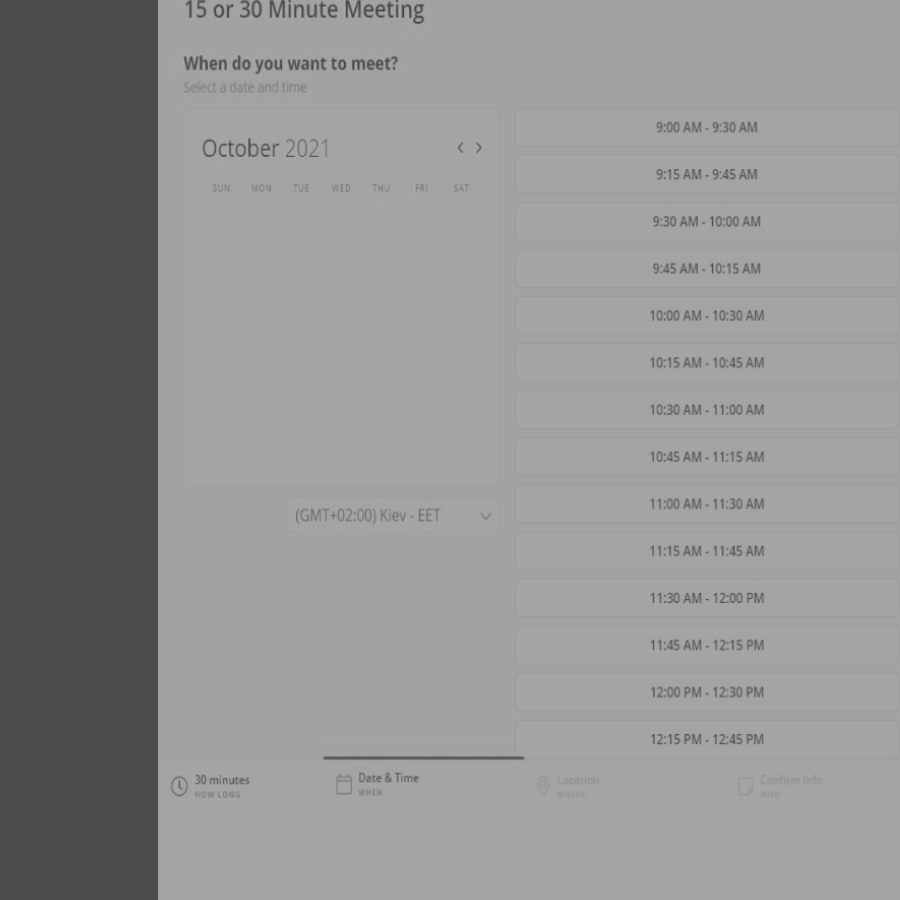 15 or 30 Minute Meeting
When do you want to meet?
Select a date and time
October 2021
SUN MON TUE WED THU FRI SAT
(GMT+02:00) Kiev - EET
9:00 AM - 9:30 AM
9:15 AM - 9:45 AM
9:30 AM - 10:00 AM
9:45 AM - 10:15 AM
10:00 AM - 10:30 AM
10:15 AM - 10:45 AM
10:30 AM - 11:00 AM
10:45 AM - 11:15 AM
11:00 AM - 11:30 AM
11:15 AM - 11:45 AM
11:30 AM - 12:00 PM
11:45 AM - 12:15 PM
12:00 PM - 12:30 PM
12:15 PM - 12:45 PM
30 minutes
HOW LONG
Date & Time
WHEN
Location
WHERE
Confirm Info
WHO